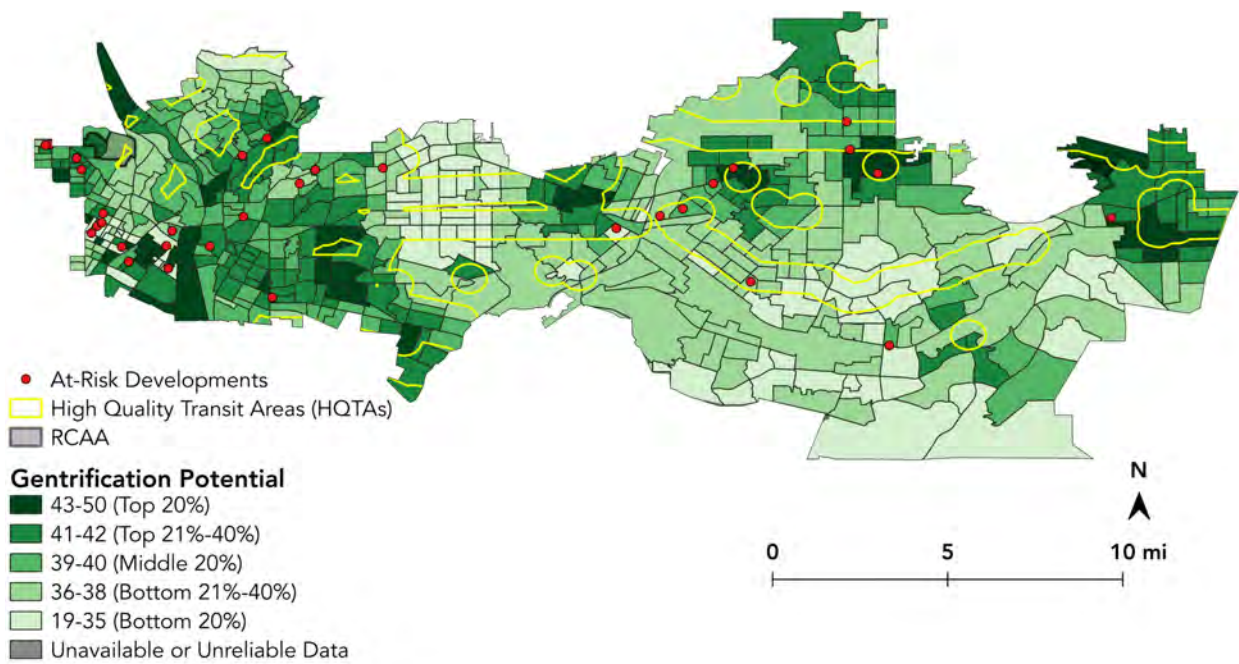 At-Risk Developments
High Quality Transit Areas (HQTAs)
RCAA
Gentrification Potential
43-50 (Top 20%)
41-42 (Top 21%-40%)
39-40 (Middle 20%)
36-38 (Bottom 21%-40%)
19-35 (Bottom 20%)
Unavailable or Unreliable Data
N
0 5 10 mi